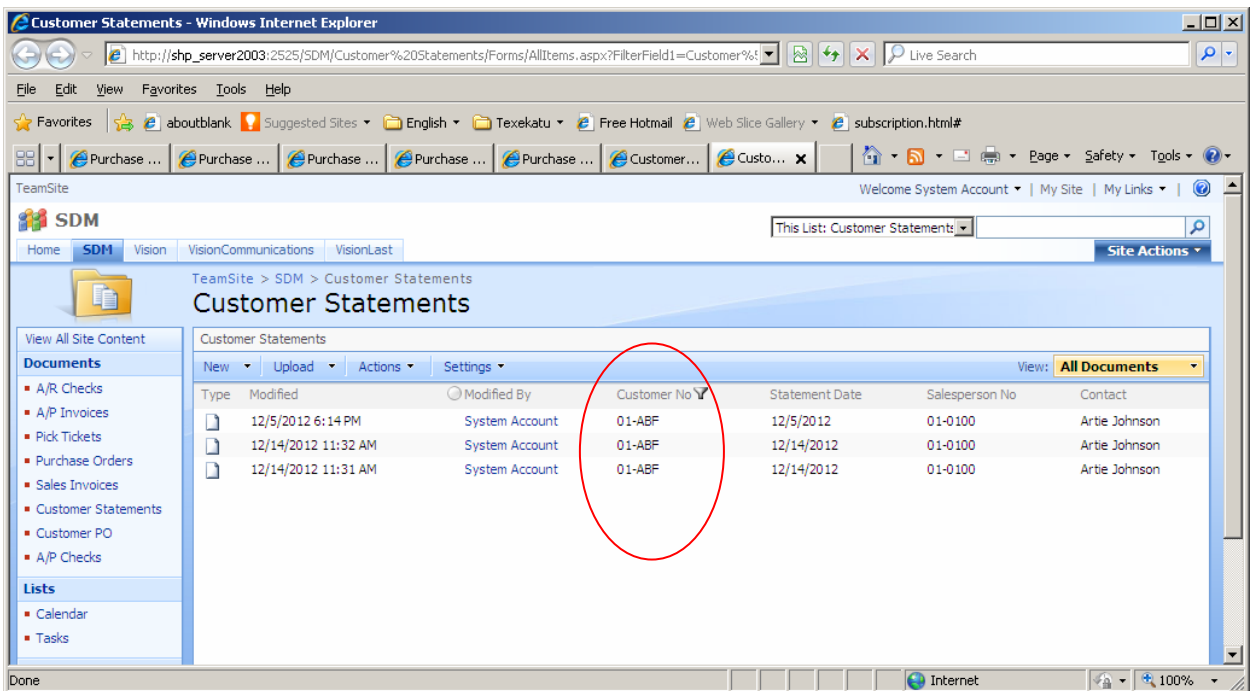 Customer Statements - Windows Internet Explorer
http://shp_server2003:2525/SDM/Customer%20Statements/Forms/AllItems.aspx?FilterField1=Customer%5
Live Search
File Edit View Favorites Tools Help
Favorites aboutblank Suggested Sites English Texekatu Free Hotmail Web Slice Gallery subscription.html#
Purchase ... Purchase ... Purchase ... Purchase ... Purchase ... Customer... Custo... Page Safety Tools
TeamSite Welcome System Account | My Site | My Links |
SDM This List: Customer Statements
Home SDM Vision VisionCommunications VisionLast Site Actions
TeamSite > SDM > Customer Statements
Customer Statements
View All Site Content
Documents
A/R Checks
A/P Invoices
Pick Tickets
Purchase Orders
Sales Invoices
Customer Statements
Customer PO
A/P Checks
Lists
Calendar
Tasks
Customer Statements
New Upload Actions Settings View: All Documents
Type Modified Modified By Customer No Statement Date Salesperson No Contact
12/5/2012 6:14 PM System Account 01-ABF 12/5/2012 01-0100 Artie Johnson
12/14/2012 11:32 AM System Account 01-ABF 12/14/2012 01-0100 Artie Johnson
12/14/2012 11:31 AM System Account 01-ABF 12/14/2012 01-0100 Artie Johnson
Done Internet 100%